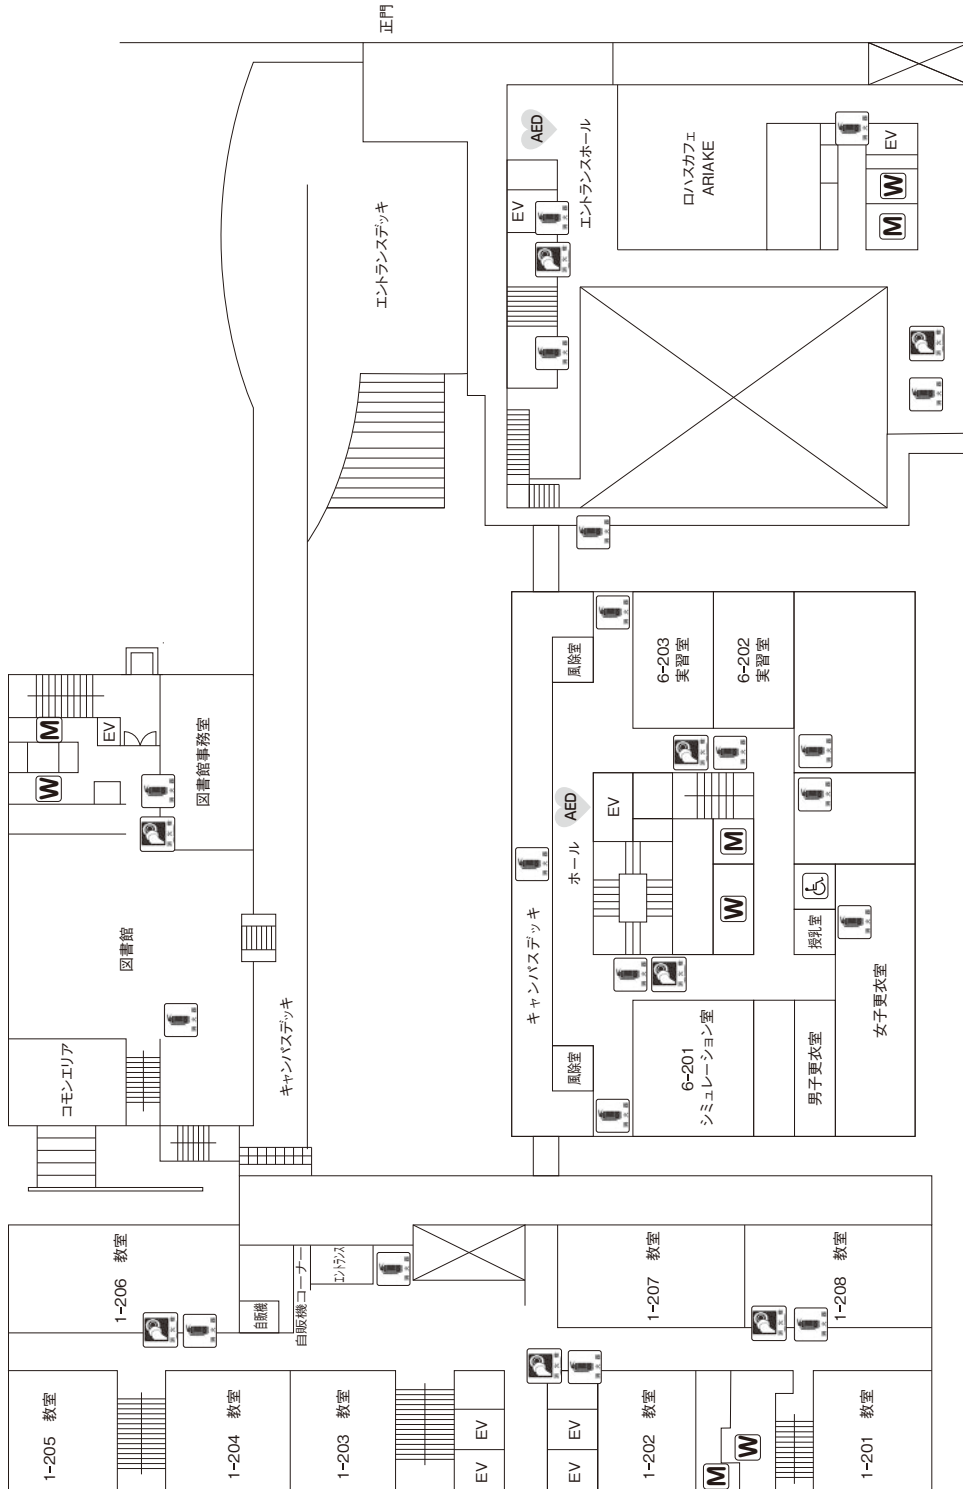 正門
エントランスデッキ
AED
エントランスホール
EV
ロハスカフェ
ARIAKE
EV
W
M
図書館事務室
EV
M
W
図書館
コモンエリア
キャンパスデッキ
風除室
6-203
実習室
6-202
実習室
AED
ホール
EV
M
W
キャンパスデッキ
授乳室
女子更衣室
男子更衣室
6-201
シミュレーション室
風除室
1-206 教室
自販機
自販機コーナー
エントランス
1-207 教室
1-208 教室
1-205 教室
1-204 教室
1-203 教室
EV
EV
EV
EV
1-202 教室
M
W
1-201 教室